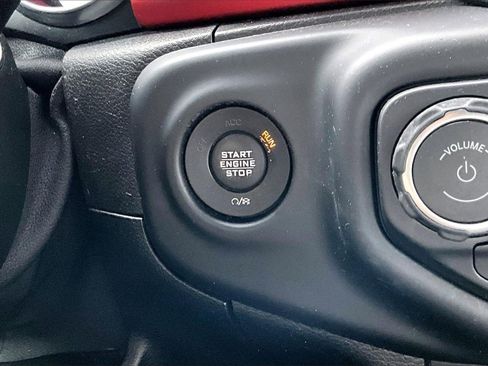 ACC
RUN
START
ENGINE
STOP
VOLUME